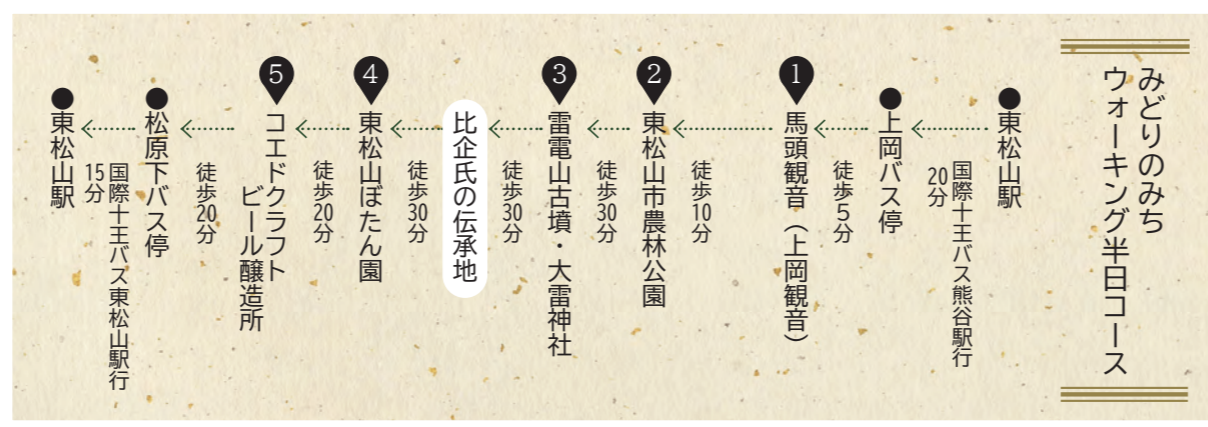 みどりのみち
ウォーキング半日コース
●東松山駅
国際十王バス熊谷駅行
20分
●上岡バス停
徒歩5分
1
馬頭観音(上岡観音)
徒歩10分
2
東松山市農林公園
徒歩30分
3
雷電山古墳・大雷神社
徒歩30分
比企氏の伝承地
徒歩30分
4
東松山ぼたん園
徒歩20分
5
コエドクラフト
ビール醸造所
徒歩20分
●松原下バス停
国際十王バス東松山駅行
15分
●東松山駅